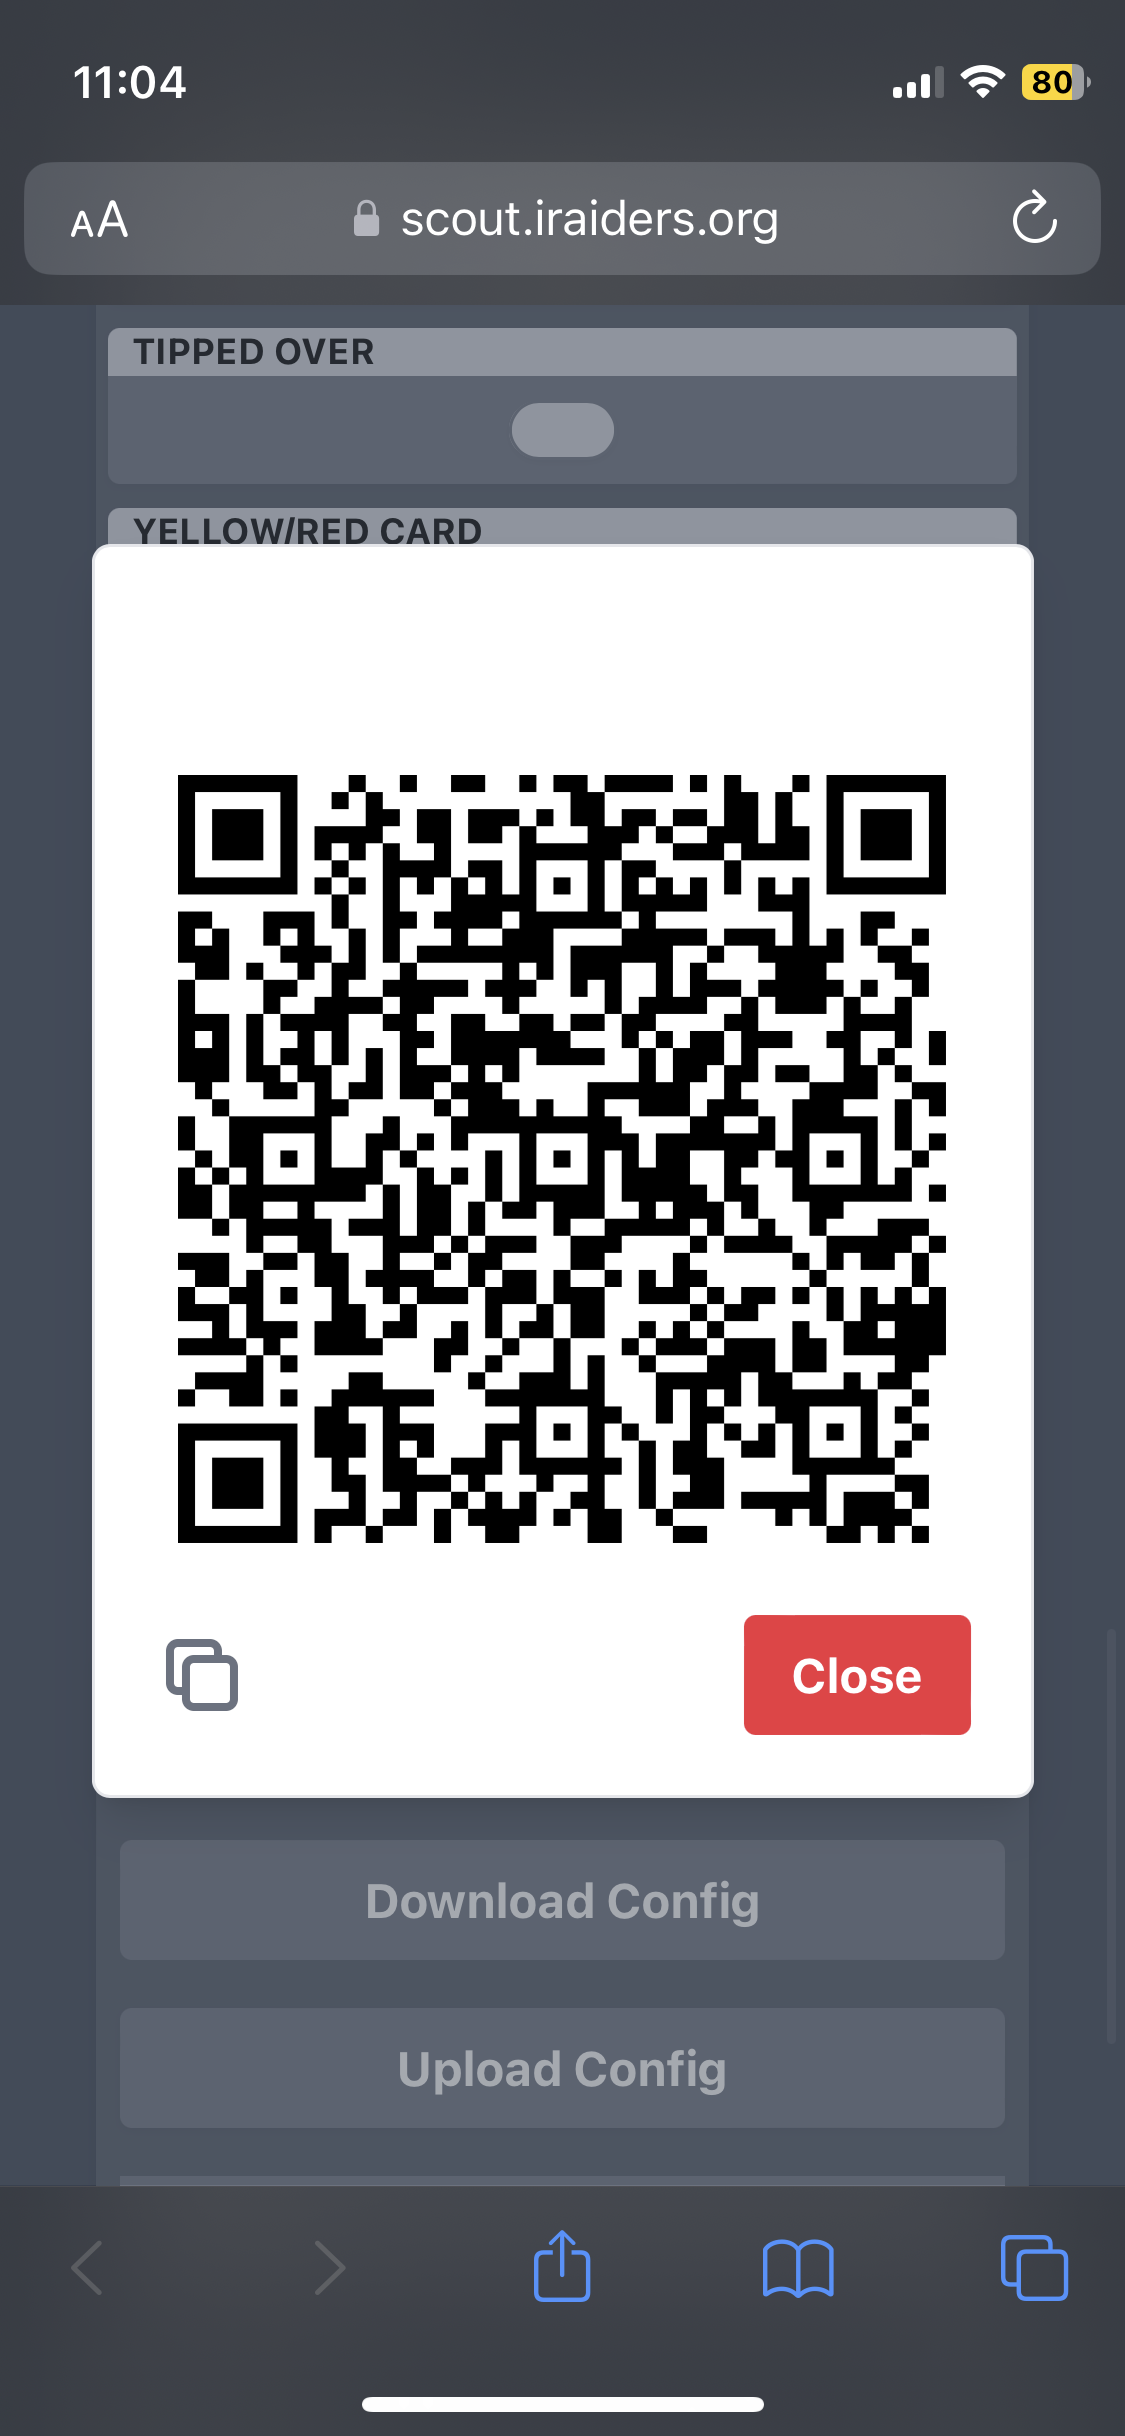 11:04
80
AA
scout.iraiders.org
TIPPED OVER
YELLOW/RED CARD
Close
Download Config
Upload Config